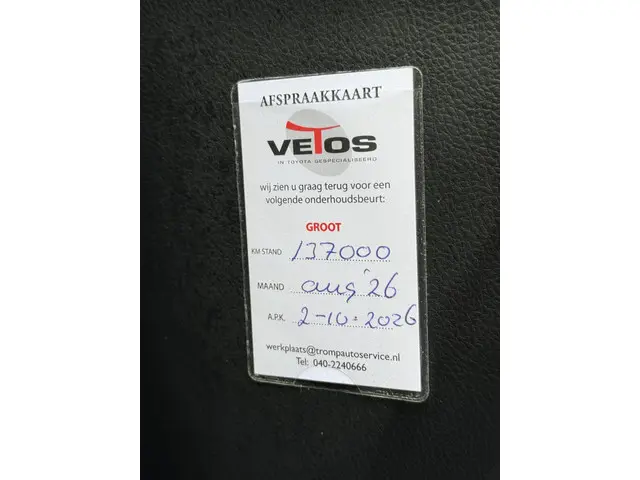 AFSPRAAKKAART
VETOS
IN TOYOTA GESPECIALISEERD
wij zien u graag terug voor een
volgende onderhoudsbeurt:
GROOT
KM STAND 137000
MAAND aug '26
A.P.K. 2-10-2026
werkplaats@trompautoservice.nl
Tel: 040-2240666